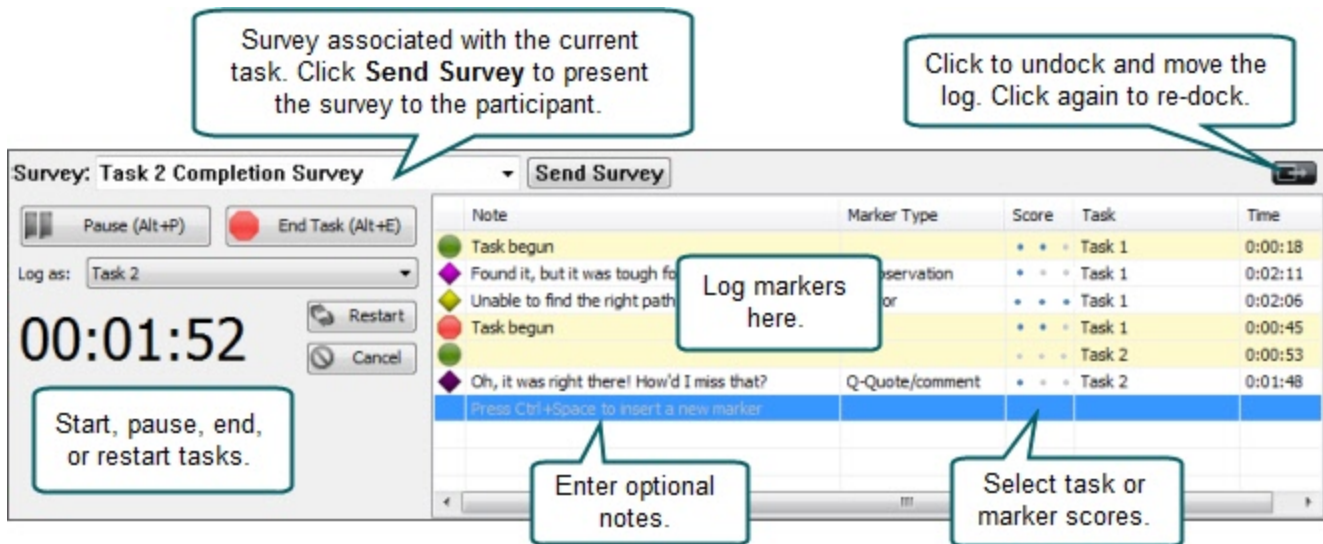 Survey associated with the current
task. Click Send Survey to present
the survey to the participant.
Click to undock and move the
log. Click again to re-dock.
Survey: Task 2 Completion Survey
Send Survey
Pause (Alt+P)
End Task (Alt+E)
Log as: Task 2
00:01:52
Restart
Cancel
Start, pause, end,
or restart tasks.
Note Marker Type Score Task Time
Task begun Task 1 0:00:18
Found it, but it was tough Task 1 0:02:11
Unable to find the right path Task 1 0:02:06
Task begun Task 1 0:00:45
Task 2 0:00:53
Oh, it was right there! How'd I miss that? Q-Quote/comment Task 2 0:01:48
Press Ctrl+Space to insert a new marker
Log markers
here.
Enter optional
notes.
Select task or
marker scores.